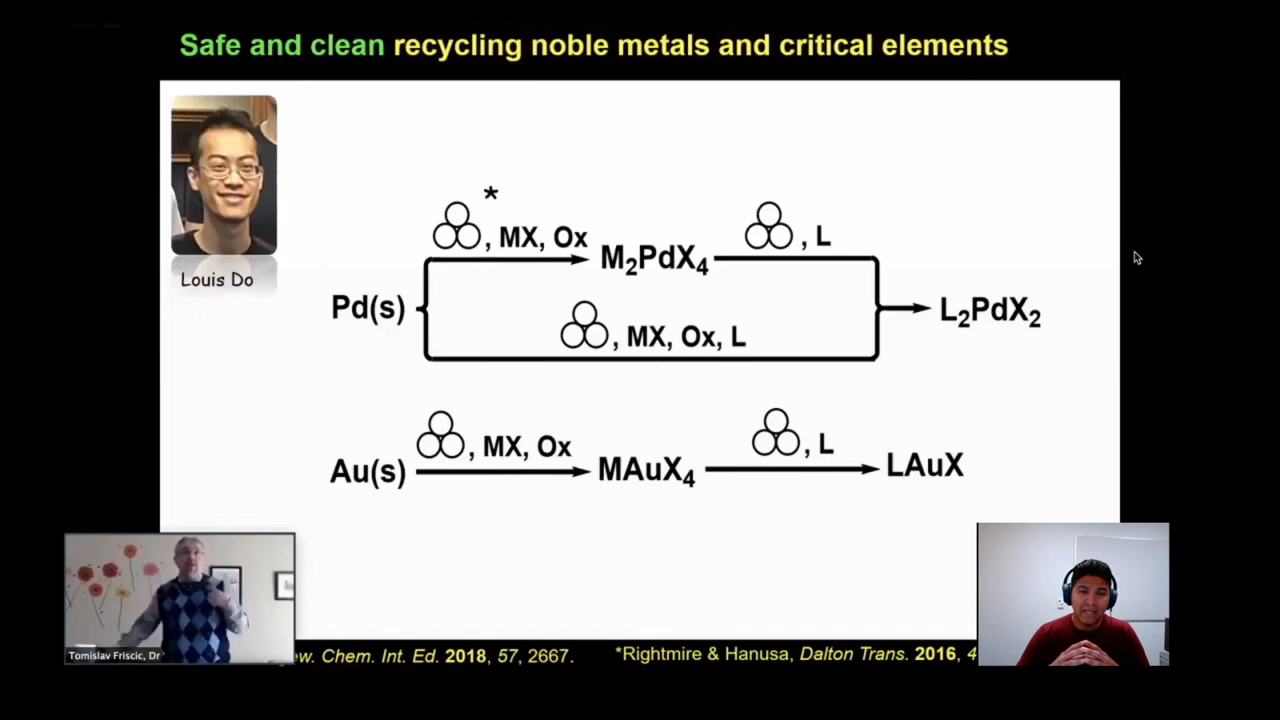 Safe and clean recycling noble metals and critical elements
Louis Do
*
, MX, Ox
M₂PdX₄
, L
Pd(s)
L₂PdX₂
, MX, Ox, L
, MX, Ox
, L
Au(s)
MAuX₄
LAuX
Tomislav Friscic, Dr
Chem. Int. Ed. 2018, 57, 2667.
*Rightmire & Hanusa, Dalton Trans. 2016, 4